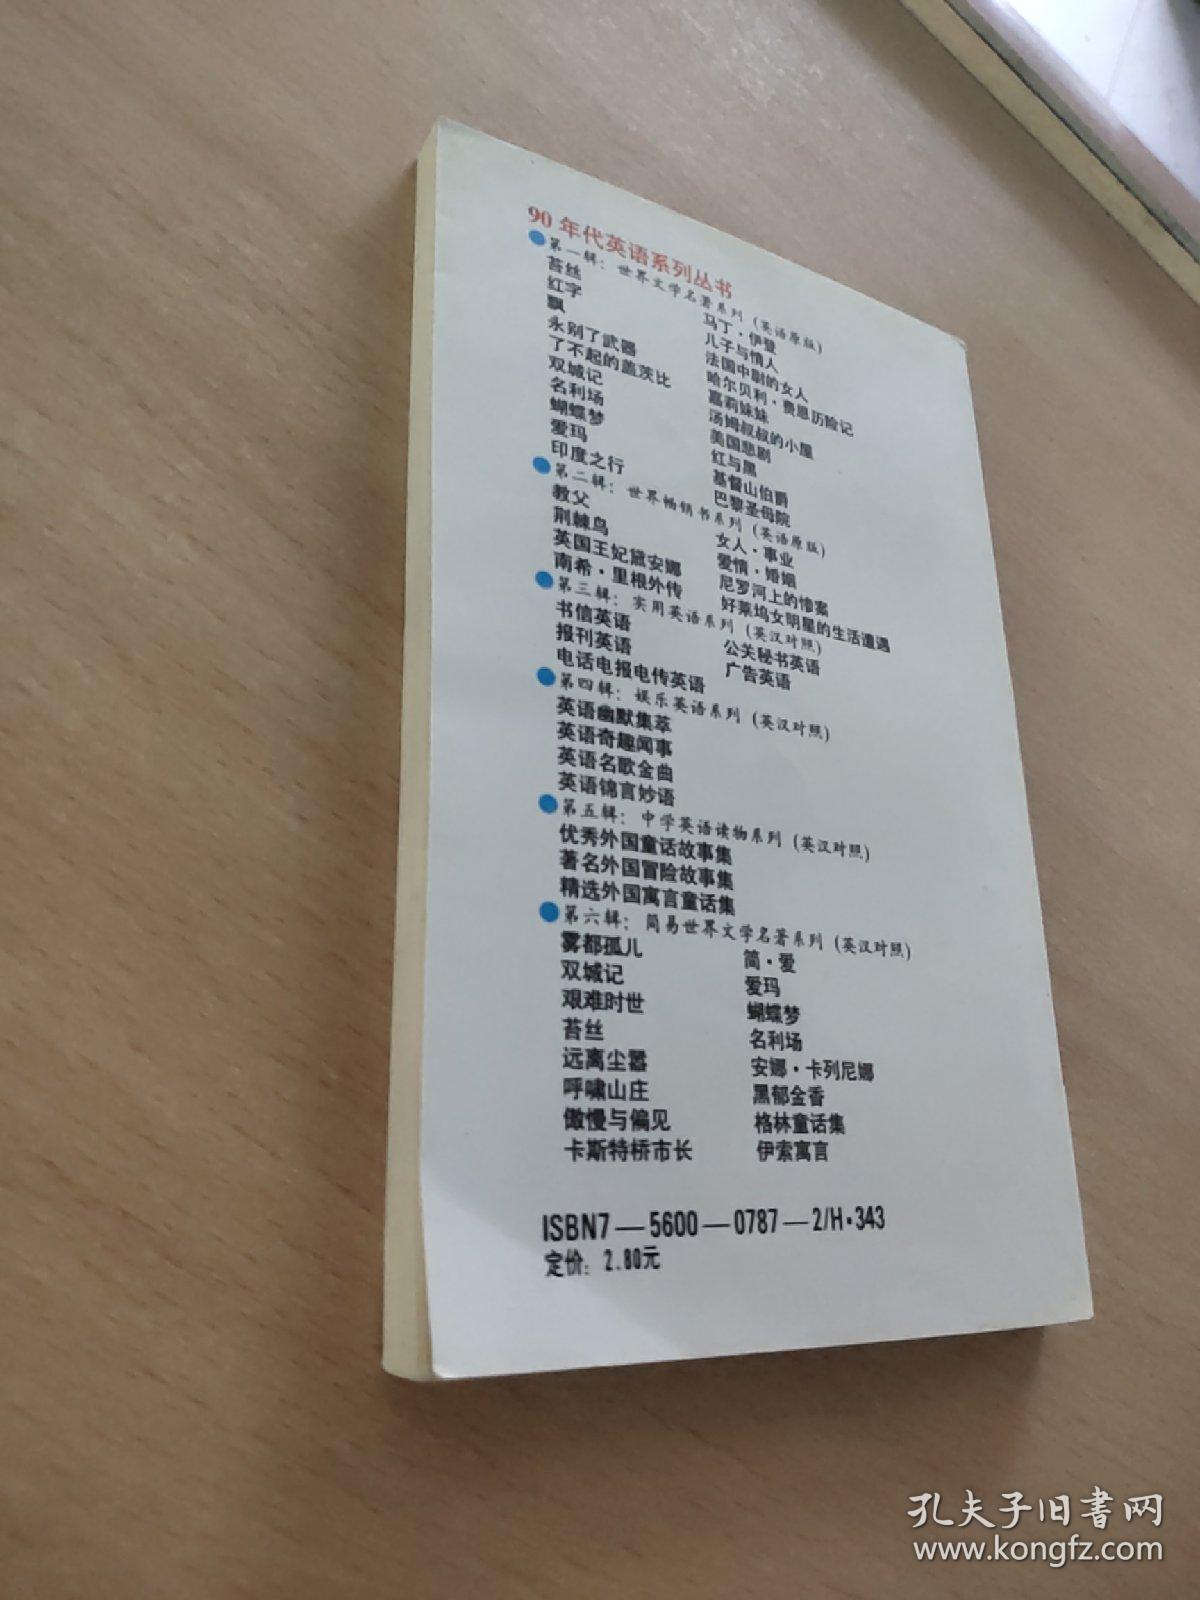 90年代英语系列丛书
第一辑：世界文学名著系列（英语原版）
苔丝 马丁·伊登
红字 儿子与情人
飘 法国中尉的女人
永别了武器 哈尔贝利·费恩历险记
了不起的盖茨比 嘉莉妹妹
双城记 汤姆叔叔的小屋
名利场 美国悲剧
蝴蝶梦 红与黑
爱玛 基督山伯爵
印度之行 巴黎圣母院
第二辑：世界畅销书系列（英语原版）
教父 女人·事业
荆棘鸟 爱情·婚姻
英国王妃黛安娜 尼罗河上的惨案
南希·里根外传 好莱坞女明星的生活遭遇
第三辑：实用英语系列（英汉对照）
书信英语 公关秘书英语
报刊英语 广告英语
电话电报电传英语
第四辑：娱乐英语系列（英汉对照）
英语幽默集萃
英语奇趣闻事
英语名歌金曲
英语锦言妙语
第五辑：中学英语读物系列（英汉对照）
优秀外国童话故事集
著名外国冒险故事集
精选外国寓言童话集
第六辑：简易世界文学名著系列（英汉对照）
雾都孤儿 简·爱
双城记 爱玛
艰难时世 蝴蝶梦
苔丝 名利场
远离尘嚣 安娜·卡列尼娜
呼啸山庄 黑郁金香
傲慢与偏见 格林童话集
卡斯特桥市长 伊索寓言
ISBN7—5600—0787—2/H·343
定价：2.80元
孔夫子旧书网
www.kongfz.com